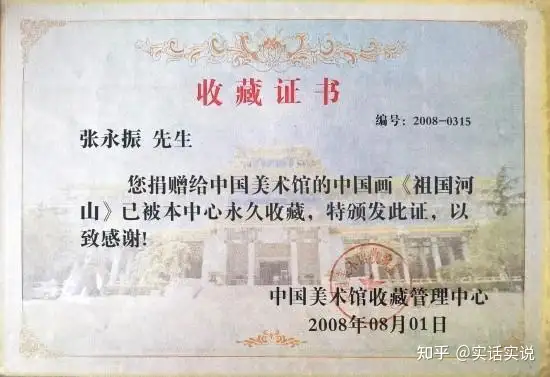 收藏证书
编号：2008-0315
张永振 先生
您捐赠给中国美术馆的中国画《祖国河
山》已被本中心永久收藏，特颁发此证，以
致感谢!
中国美术馆收藏管理中心
2008年08月01日
知乎 @实话实说